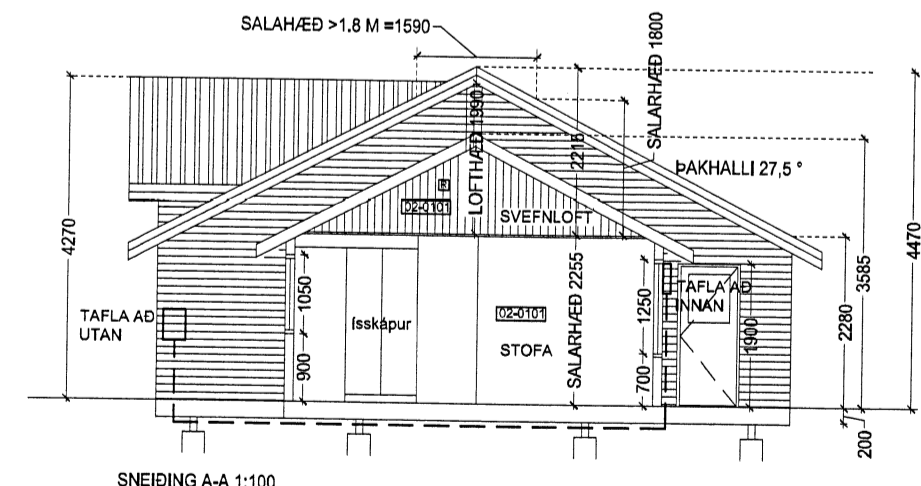 SALAHÆÐ >1.8 M =1590
SALARHÆÐ 1800
LOFTHÆÐ 1990
2215
ÞAKHALLI 27,5 °
R
02-0101
SVEFNLOFT
4270
4470
3585
2280
1050
900
TAFLA AÐ
UTAN
ísskápur
02-0101
STOFA
SALARHÆÐ 2255
1250
700
TAFLA AÐ
INNAN
1900
200
SNEIÐING A-A 1:100